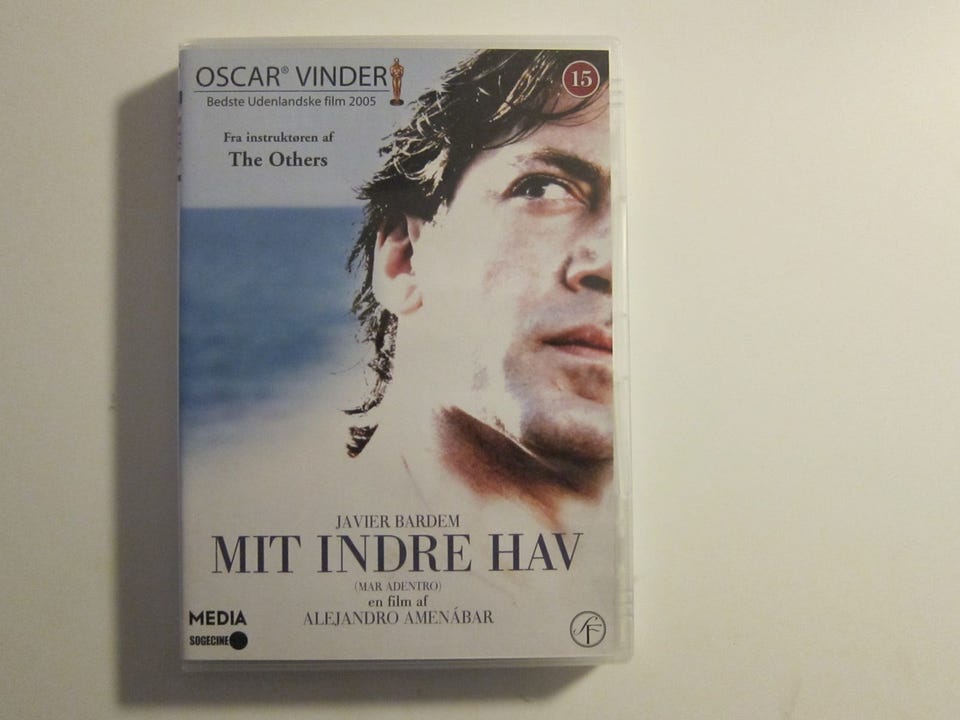 OSCAR® VINDER
Bedste Udenlandske film 2005
15
Fra instruktøren af
The Others
JAVIER BARDEM
MIT INDRE HAV
(MAR ADENTRO)
en film af
ALEJANDRO AMENÁBAR
MEDIA
SOGECINE
SF